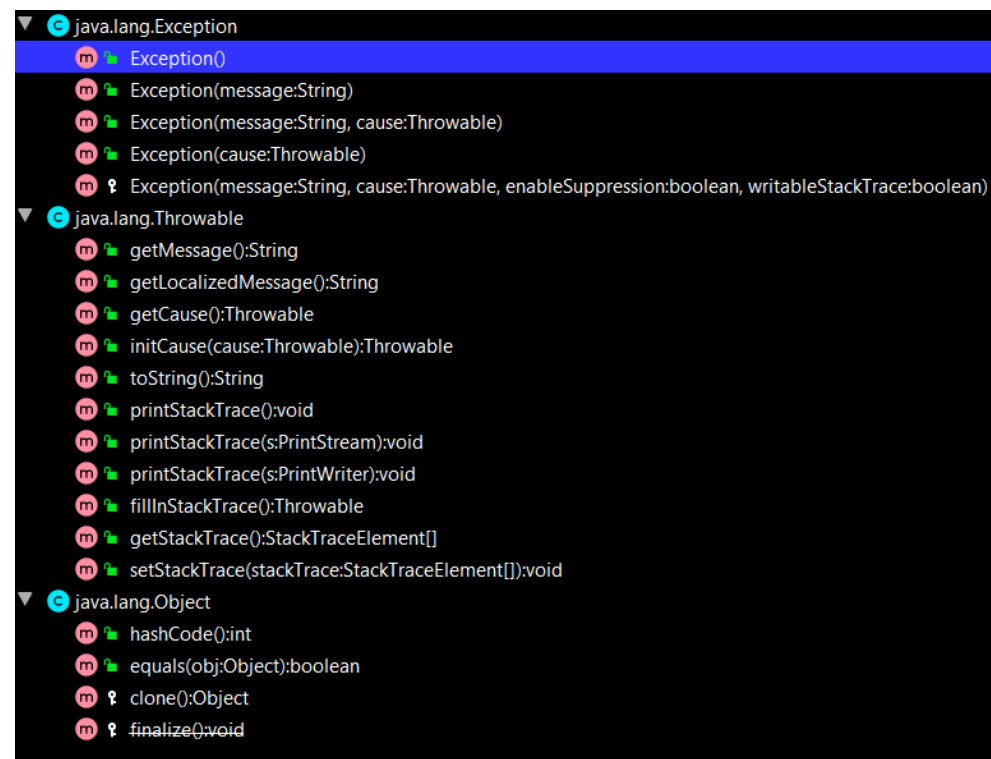 java.lang.Exception
Exception()
Exception(message:String)
Exception(message:String, cause:Throwable)
Exception(cause:Throwable)
Exception(message:String, cause:Throwable, enableSuppression:boolean, writableStackTrace:boolean)
java.lang.Throwable
getMessage():String
getLocalizedMessage():String
getCause():Throwable
initCause(cause:Throwable):Throwable
toString():String
printStackTrace():void
printStackTrace(s:PrintStream):void
printStackTrace(s:PrintWriter):void
fillInStackTrace():Throwable
getStackTrace():StackTraceElement[]
setStackTrace(stackTrace:StackTraceElement[]):void
java.lang.Object
hashCode():int
equals(obj:Object):boolean
clone():Object
finalize():void